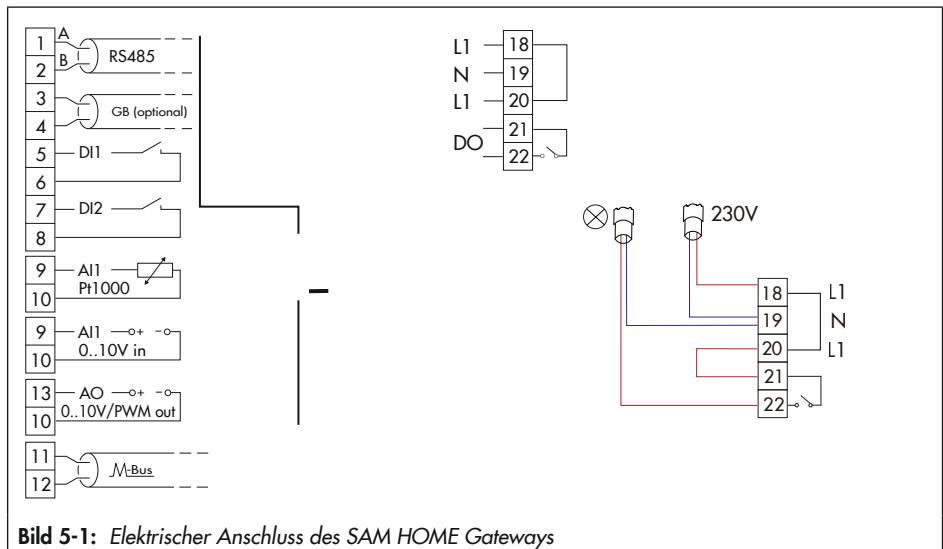 1 A
2 B
RS485
3
4
GB (optional)
5 DI1
6
7 DI2
8
9 AI1
10 Pt1000
9 AI1 + -
10 0..10V in
13 AO + -
10 0..10V/PWM out
11
12
M-Bus
L1 18
N 19
L1 20
DO 21
22
230V
18 L1
19 N
20 L1
21
22
Bild 5-1: Elektrischer Anschluss des SAM HOME Gateways